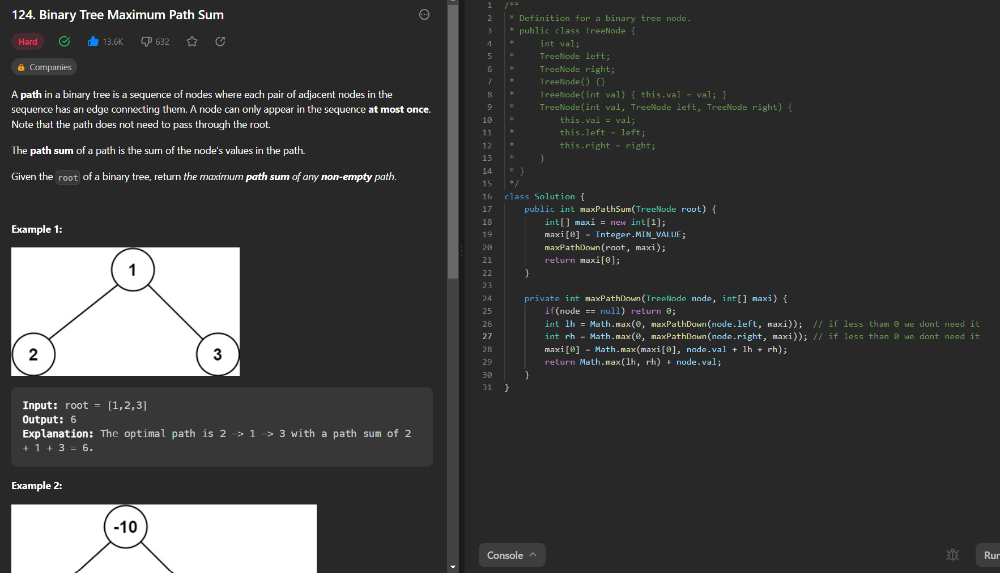 124. Binary Tree Maximum Path Sum
Hard 13.6K 632
Companies
A path in a binary tree is a sequence of nodes where each pair of adjacent nodes in the
sequence has an edge connecting them. A node can only appear in the sequence at most once.
Note that the path does not need to pass through the root.
The path sum of a path is the sum of the node's values in the path.
Given the root of a binary tree, return the maximum path sum of any non-empty path.
Example 1:
1
2 3
Input: root = [1,2,3]
Output: 6
Explanation: The optimal path is 2 -> 1 -> 3 with a path sum of 2
+ 1 + 3 = 6.
Example 2:
-10
1 /**
2 * Definition for a binary tree node.
3 * public class TreeNode {
4 *     int val;
5 *     TreeNode left;
6 *     TreeNode right;
7 *     TreeNode() {}
8 *     TreeNode(int val) { this.val = val; }
9 *     TreeNode(int val, TreeNode left, TreeNode right) {
10 *         this.val = val;
11 *         this.left = left;
12 *         this.right = right;
13 *     }
14 * }
15 */
16 class Solution {
17     public int maxPathSum(TreeNode root) {
18         int[] maxi = new int[1];
19         maxi[0] = Integer.MIN_VALUE;
20         maxPathDown(root, maxi);
21         return maxi[0];
22     }
23
24     private int maxPathDown(TreeNode node, int[] maxi) {
25         if(node == null) return 0;
26         int lh = Math.max(0, maxPathDown(node.left, maxi));  // if less tham 0 we dont need it
27         int rh = Math.max(0, maxPathDown(node.right, maxi)); // if less than 0 we dont need it
28         maxi[0] = Math.max(maxi[0], node.val + lh + rh);
29         return Math.max(lh, rh) + node.val;
30     }
31 }
Console
Run